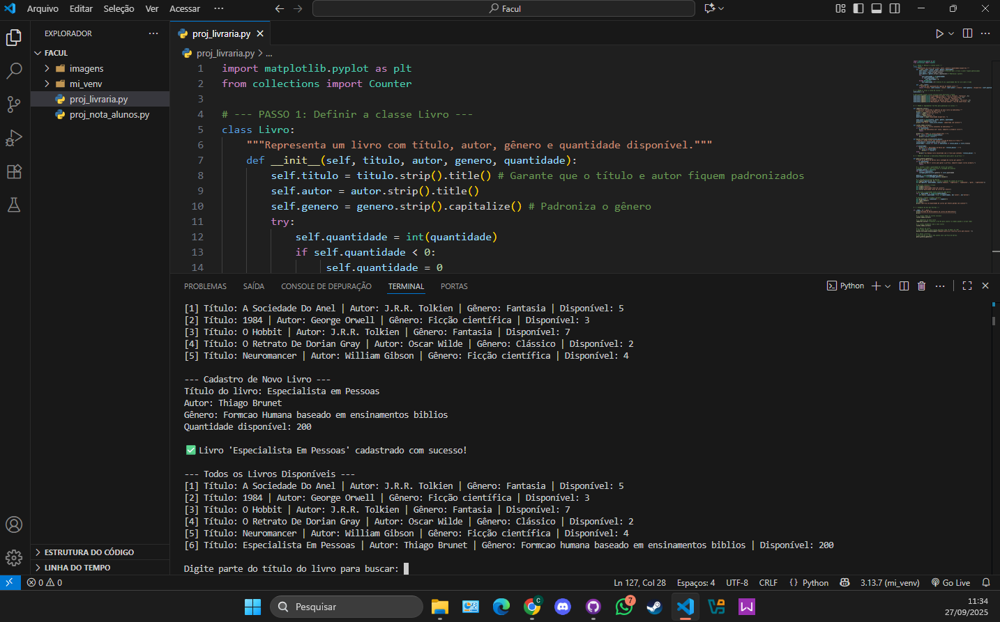 Arquivo Editar Seleção Ver Acessar ··· Facul
EXPLORADOR ···
FACUL
imagens
mi_venv
proj_livraria.py
proj_nota_alunos.py
ESTRUTURA DO CÓDIGO
LINHA DO TEMPO
proj_livraria.py
proj_livraria.py > ...
1 import matplotlib.pyplot as plt
2 from collections import Counter
3
4 # --- PASSO 1: Definir a classe Livro ---
5 class Livro:
6 """Representa um livro com título, autor, gênero e quantidade disponível."""
7 def __init__(self, titulo, autor, genero, quantidade):
8 self.titulo = titulo.strip().title() # Garante que o título e autor fiquem padronizados
9 self.autor = autor.strip().title()
10 self.genero = genero.strip().capitalize() # Padroniza o gênero
11 try:
12 self.quantidade = int(quantidade)
13 if self.quantidade < 0:
14 self.quantidade = 0
PROBLEMAS SAÍDA CONSOLE DE DEPURAÇÃO TERMINAL PORTAS Python
[1] Título: A Sociedade Do Anel | Autor: J.R.R. Tolkien | Gênero: Fantasia | Disponível: 5
[2] Título: 1984 | Autor: George Orwell | Gênero: Ficção científica | Disponível: 3
[3] Título: O Hobbit | Autor: J.R.R. Tolkien | Gênero: Fantasia | Disponível: 7
[4] Título: O Retrato De Dorian Gray | Autor: Oscar Wilde | Gênero: Clássico | Disponível: 2
[5] Título: Neuromancer | Autor: William Gibson | Gênero: Ficção científica | Disponível: 4
--- Cadastro de Novo Livro ---
Título do livro: Especialista em Pessoas
Autor: Thiago Brunet
Gênero: Formcao Humana baseado em ensinamentos biblios
Quantidade disponível: 200
✅ Livro 'Especialista Em Pessoas' cadastrado com sucesso!
--- Todos os Livros Disponíveis ---
[1] Título: A Sociedade Do Anel | Autor: J.R.R. Tolkien | Gênero: Fantasia | Disponível: 5
[2] Título: 1984 | Autor: George Orwell | Gênero: Ficção científica | Disponível: 3
[3] Título: O Hobbit | Autor: J.R.R. Tolkien | Gênero: Fantasia | Disponível: 7
[4] Título: O Retrato De Dorian Gray | Autor: Oscar Wilde | Gênero: Clássico | Disponível: 2
[5] Título: Neuromancer | Autor: William Gibson | Gênero: Ficção científica | Disponível: 4
[6] Título: Especialista Em Pessoas | Autor: Thiago Brunet | Gênero: Formcao humana baseado em ensinamentos biblios | Disponível: 200
Digite parte do título do livro para buscar:
0 0 Ln 127, Col 28 Espaços: 4 UTF-8 CRLF {} Python 3.13.7 (mi_venv) Go Live
Pesquisar C 7 11:34
27/09/2025